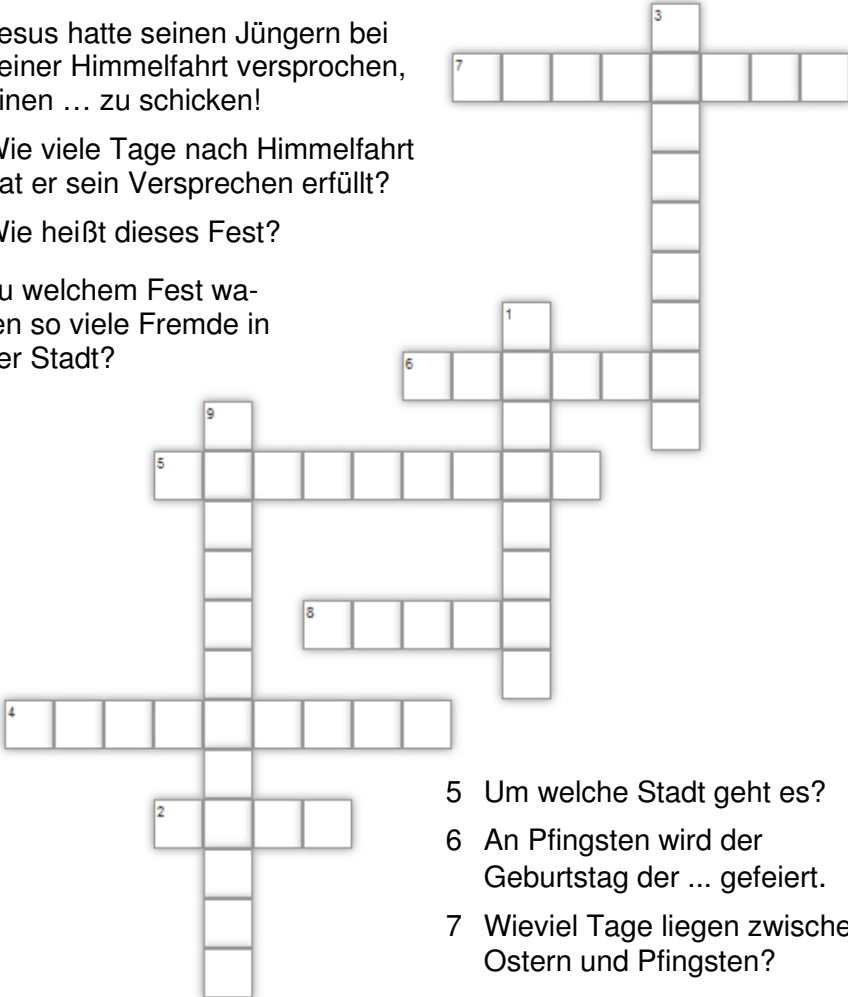 esus hatte seinen Jüngern bei
einer Himmelfahrt versprochen,
inen … zu schicken!
Wie viele Tage nach Himmelfahrt
at er sein Versprechen erfüllt?
Wie heißt dieses Fest?
u welchem Fest wa-
en so viele Fremde in
er Stadt?
3
7
1
6
9
5
8
4
2
5 Um welche Stadt geht es?
6 An Pfingsten wird der
Geburtstag der ... gefeiert.
7 Wieviel Tage liegen zwische
Ostern und Pfingsten?